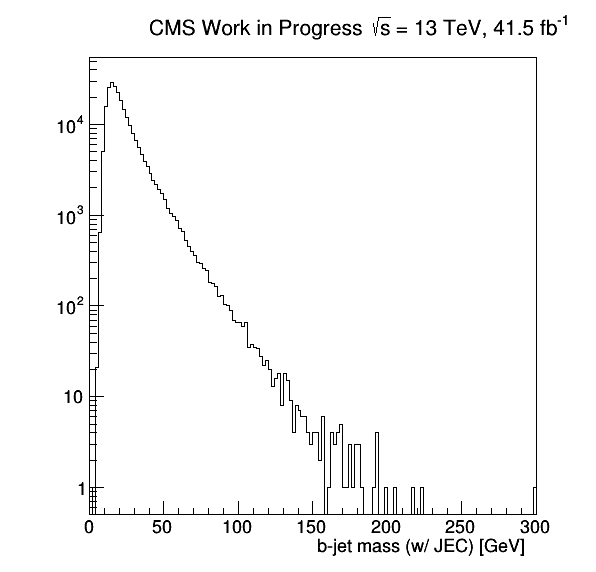 CMS Work in Progress √s = 13 TeV, 41.5 fb⁻¹
10⁴
10³
10²
10
1
0 50 100 150 200 250 300
b-jet mass (w/ JEC) [GeV]